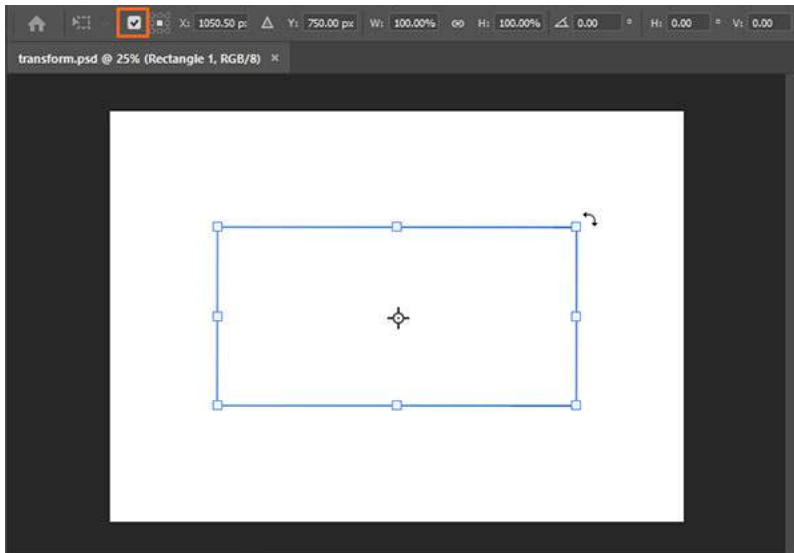 X: 1050.50 p: Y: 750.00 px W: 100.00% H: 100.00% 0.00 ° H: 0.00 ° V: 0.00
transform.psd @ 25% (Rectangle 1, RGB/8) ×